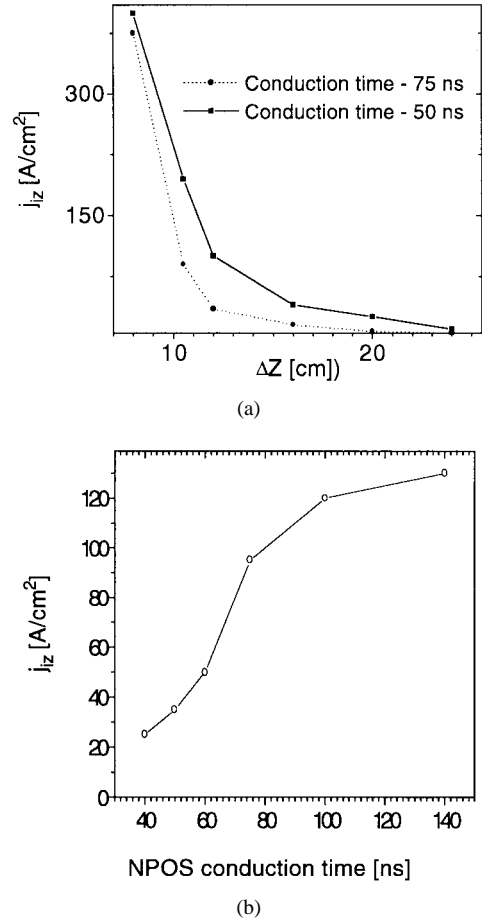 300
150
j_iz [A/cm²]
Conduction time - 75 ns
Conduction time - 50 ns
10 20
ΔZ [cm])
(a)
120
100
80
60
40
20
0
j_iz [A/cm²]
40 60 80 100 120 140
NPOS conduction time [ns]
(b)